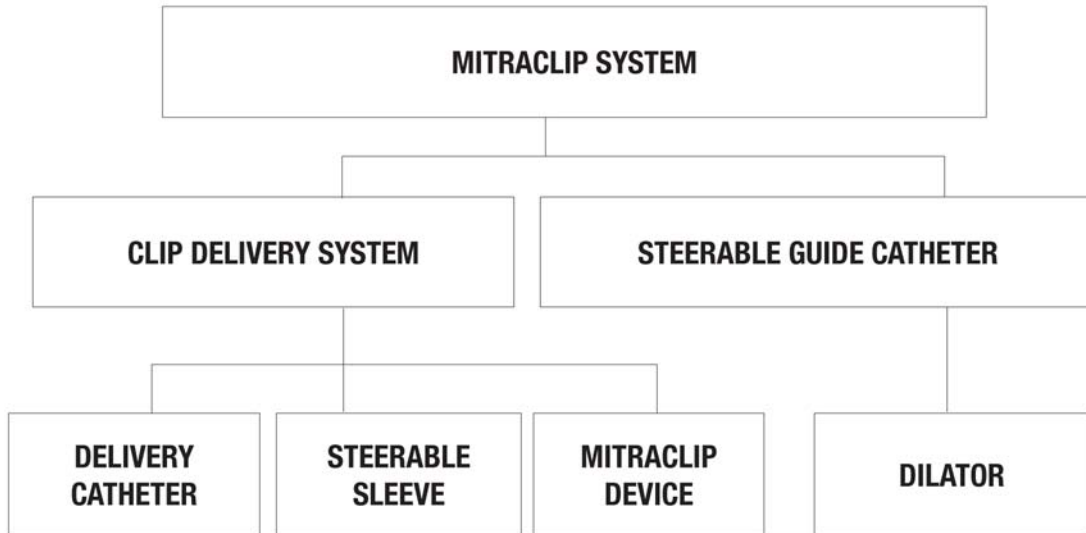 MITRACLIP SYSTEM
CLIP DELIVERY SYSTEM
STEERABLE GUIDE CATHETER
DELIVERY
CATHETER
STEERABLE
SLEEVE
MITRACLIP
DEVICE
DILATOR